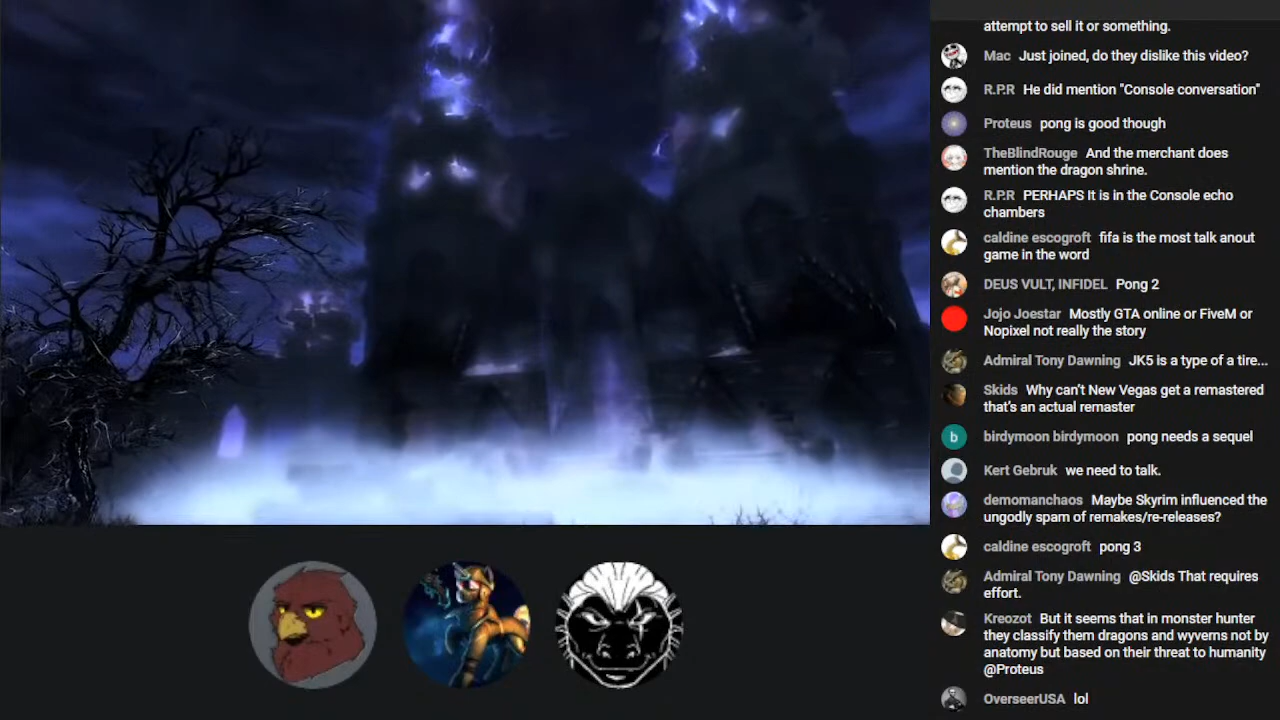 attempt to sell it or something.
Mac Just joined, do they dislike this video?
R.P.R He did mention "Console conversation"
Proteus pong is good though
TheBlindRouge And the merchant does
mention the dragon shrine.
R.P.R PERHAPS It is in the Console echo
chambers
caldine escogroft fifa is the most talk anout
game in the word
DEUS VULT, INFIDEL Pong 2
Jojo Joestar Mostly GTA online or FiveM or
Nopixel not really the story
Admiral Tony Dawning JK5 is a type of a tire...
Skids Why can't New Vegas get a remastered
that's an actual remaster
b birdymoon birdymoon pong needs a sequel
Kert Gebruk we need to talk.
demomanchaos Maybe Skyrim influenced the
ungodly spam of remakes/re-releases?
caldine escogroft pong 3
Admiral Tony Dawning @Skids That requires
effort.
Kreozot But it seems that in monster hunter
they classify them dragons and wyverns not by
anatomy but based on their threat to humanity
@Proteus
OverseerUSA lol